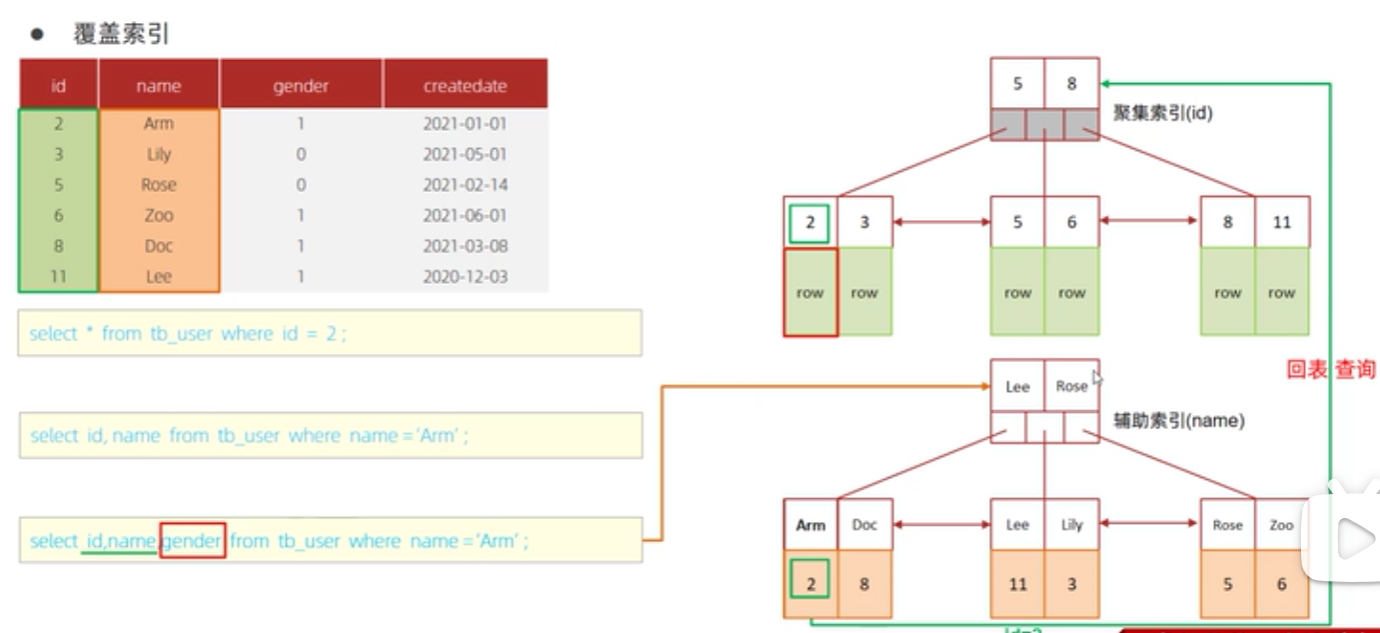 ● 覆盖索引
id name gender createdate
2 Arm 1 2021-01-01
3 Lily 0 2021-05-01
5 Rose 0 2021-02-14
6 Zoo 1 2021-06-01
8 Doc 1 2021-03-08
11 Lee 1 2020-12-03
select * from tb_user where id = 2 ;
select id, name from tb_user where name = 'Arm' ;
select id,name,gender from tb_user where name = 'Arm' ;
5 8
聚集索引(id)
2 3 5 6 8 11
row row row row row row
回表 查询
Lee Rose
辅助索引(name)
Arm Doc Lee Lily Rose Zoo
2 8 11 3 5 6
id=2